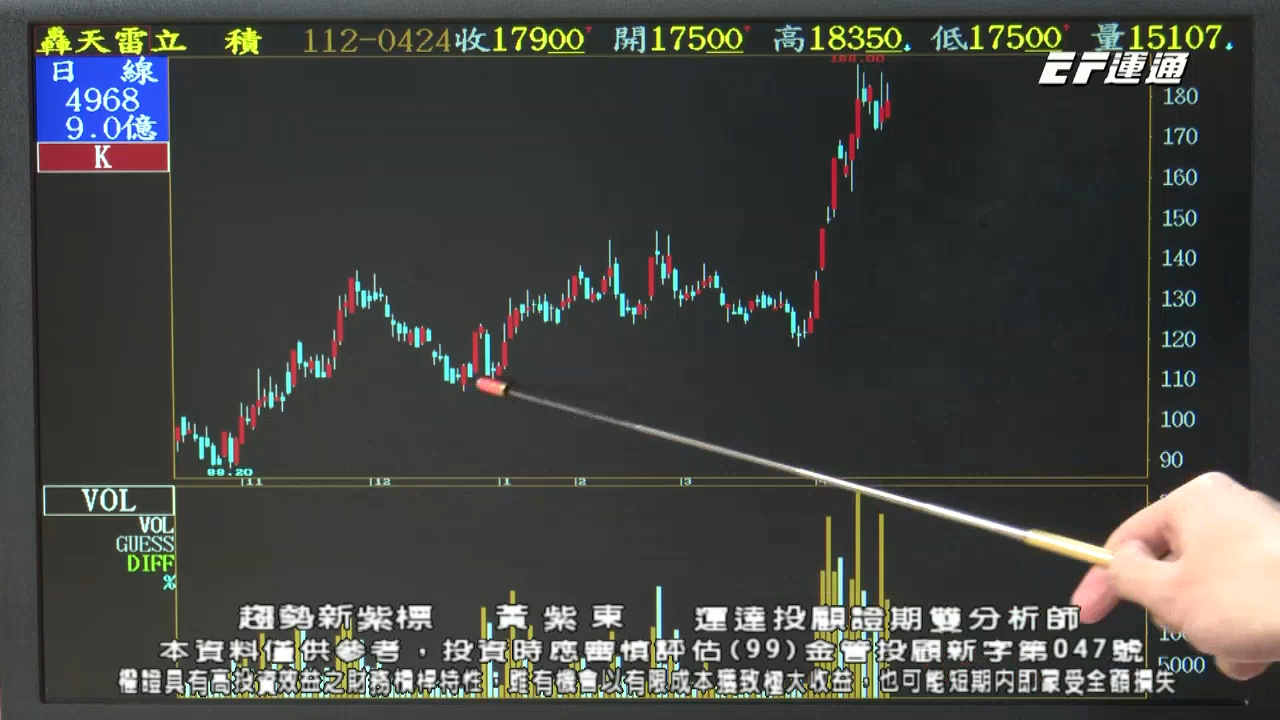 轟天雷立 積 112-0424收17900 開17500 高18350 低17500 量15107
EF運通
日 線
4968
9.0億
K
188.00
180
170
160
150
140
130
120
110
100
90
88.20
11 12 1 2 3 4
VOL
VOL
GUESS
DIFF
%
5000
趨勢新紫標 黃紫東 運達投顧證期雙分析師
本資料僅供參考，投資時應審慎評估(99)金管投顧新字第047號
權證具有高投資效益之財務槓桿特性；雖有機會以有限成本獲致極大收益，也可能短期內即蒙受全額損失